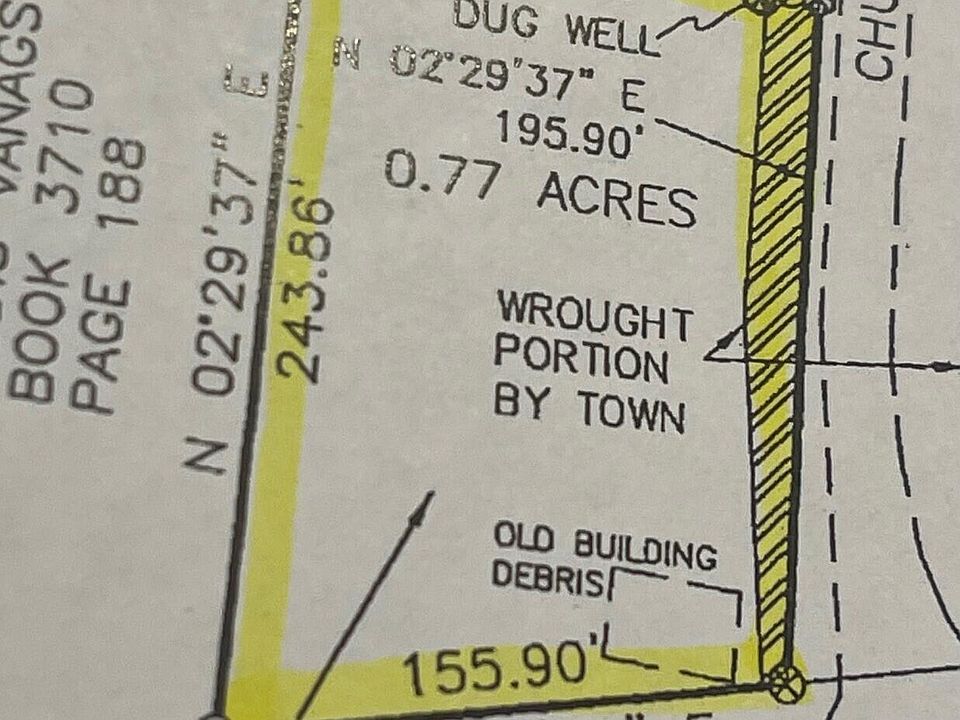 VANAGS
BOOK 3710
PAGE 188
N 02°29'37" E
243.86'
DUG WELL
N 02°29'37" E
195.90'
0.77 ACRES
WROUGHT
PORTION
BY TOWN
OLD BUILDING
DEBRIS
155.90'